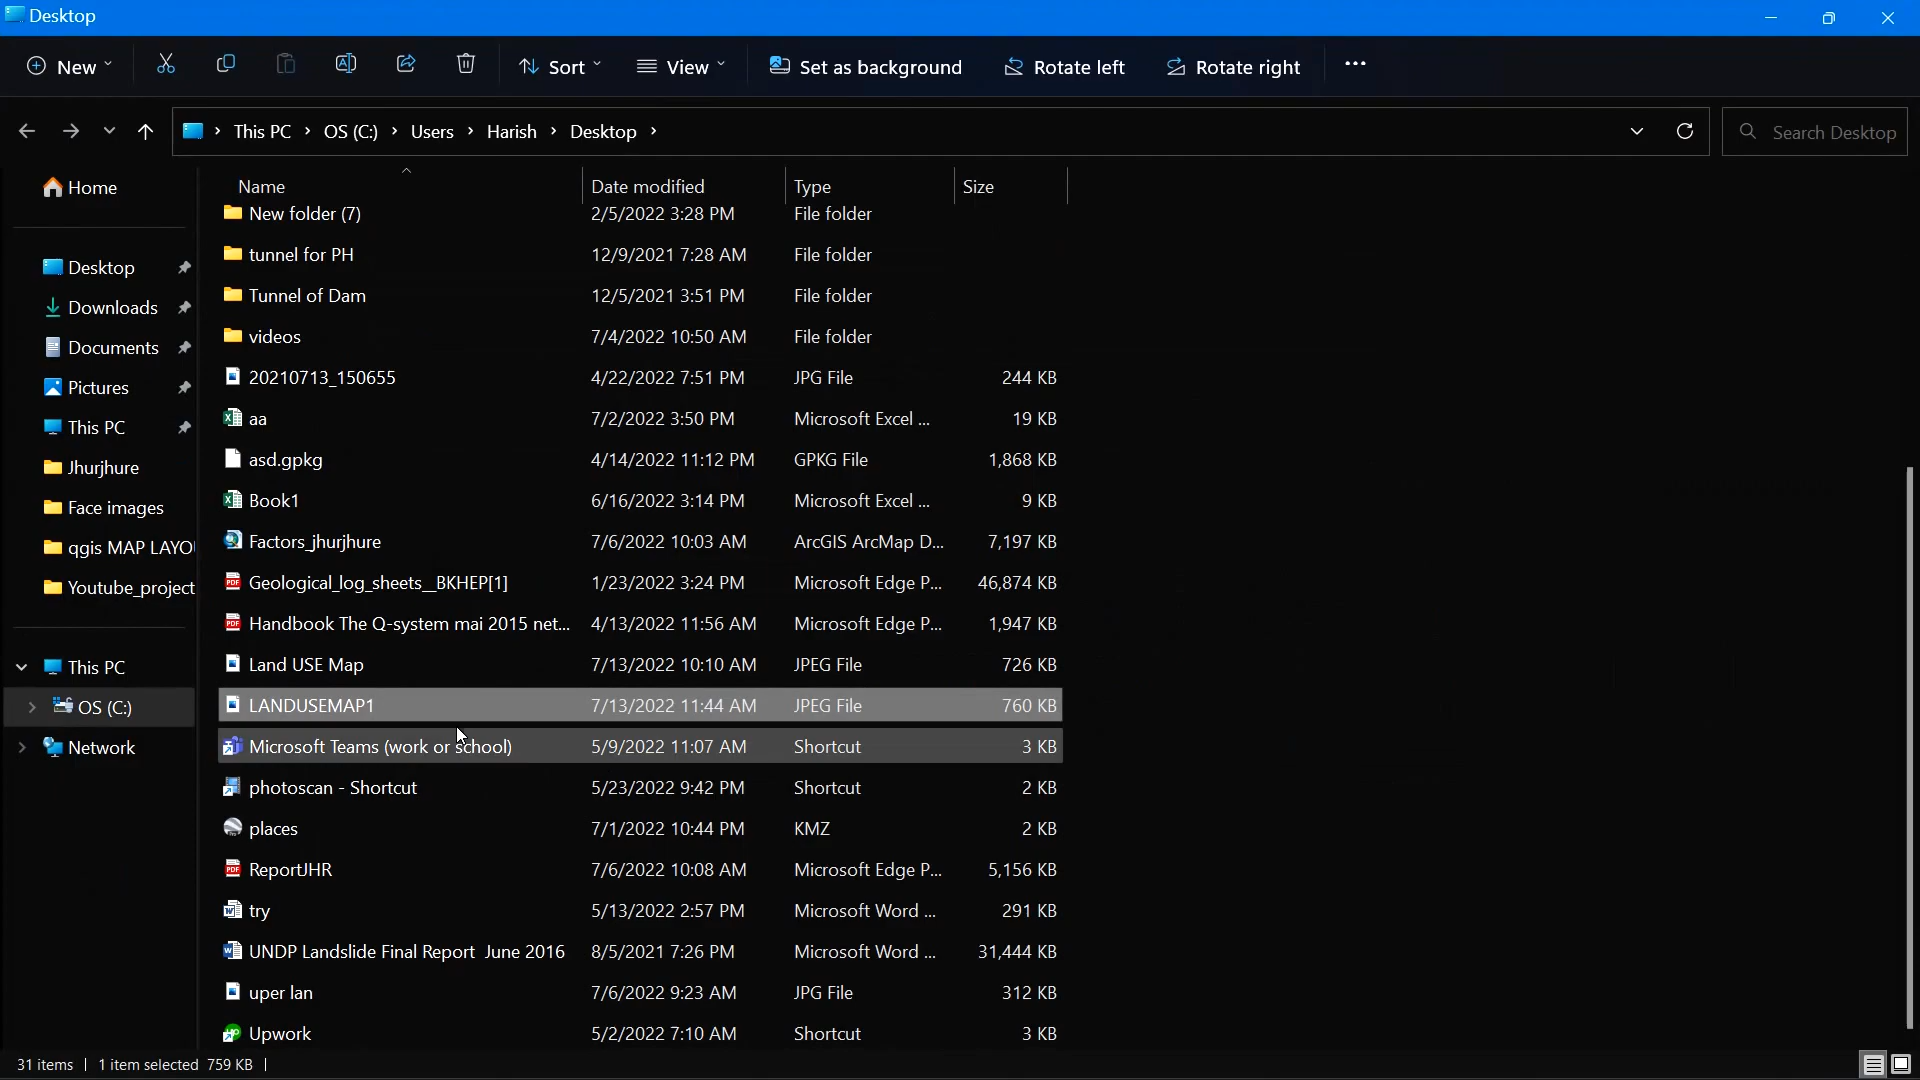 Desktop
New
Sort
View
Set as background
Rotate left
Rotate right
This PC > OS (C:) > Users > Harish > Desktop >
Search Desktop
Home
Desktop
Downloads
Documents
Pictures
This PC
Jhurjhure
Face images
qgis MAP LAYO
Youtube_project
This PC
OS (C:)
Network
Name Date modified Type Size
New folder (7) 2/5/2022 3:28 PM File folder
tunnel for PH 12/9/2021 7:28 AM File folder
Tunnel of Dam 12/5/2021 3:51 PM File folder
videos 7/4/2022 10:50 AM File folder
20210713_150655 4/22/2022 7:51 PM JPG File 244 KB
aa 7/2/2022 3:50 PM Microsoft Excel ... 19 KB
asd.gpkg 4/14/2022 11:12 PM GPKG File 1,868 KB
Book1 6/16/2022 3:14 PM Microsoft Excel ... 9 KB
Factors_jhurjhure 7/6/2022 10:03 AM ArcGIS ArcMap D... 7,197 KB
Geological_log_sheets__BKHEP[1] 1/23/2022 3:24 PM Microsoft Edge P... 46,874 KB
Handbook The Q-system mai 2015 net... 4/13/2022 11:56 AM Microsoft Edge P... 1,947 KB
Land USE Map 7/13/2022 10:10 AM JPEG File 726 KB
LANDUSEMAP1 7/13/2022 11:44 AM JPEG File 760 KB
Microsoft Teams (work or school) 5/9/2022 11:07 AM Shortcut 3 KB
photoscan - Shortcut 5/23/2022 9:42 PM Shortcut 2 KB
places 7/1/2022 10:44 PM KMZ 2 KB
ReportJHR 7/6/2022 10:08 AM Microsoft Edge P... 5,156 KB
try 5/13/2022 2:57 PM Microsoft Word ... 291 KB
UNDP Landslide Final Report June 2016 8/5/2021 7:26 PM Microsoft Word ... 31,444 KB
uper lan 7/6/2022 9:23 AM JPG File 312 KB
Upwork 5/2/2022 7:10 AM Shortcut 3 KB
31 items | 1 item selected 759 KB |